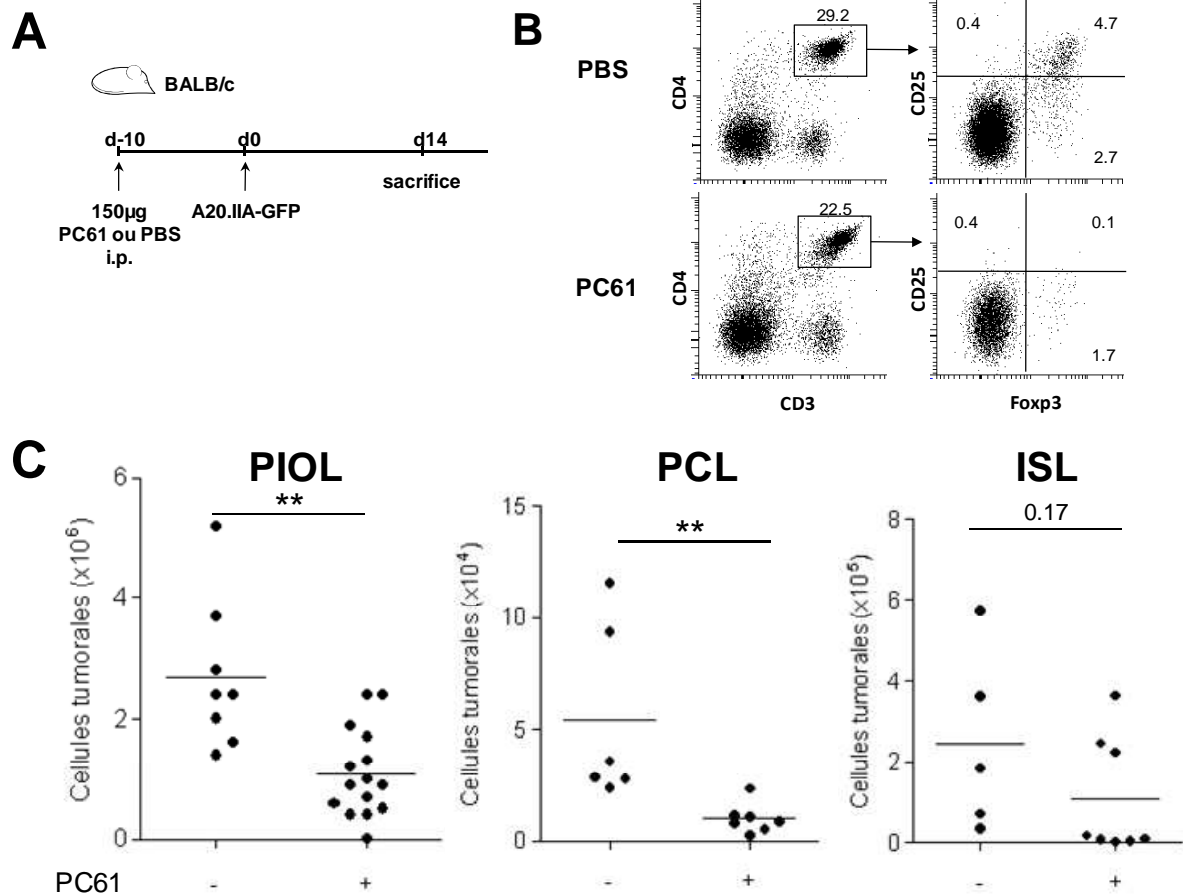 A
BALB/c
d-10 d0 d14
sacrifice
150µg
PC61 ou PBS
i.p.
A20.IIA-GFP
B
PBS
CD4
29.2
CD25
0.4 4.7
2.7
PC61
CD4
22.5
CD25
0.4 0.1
1.7
CD3 Foxp3
C
PIOL
**
Cellules tumorales (x10⁶)
6
4
2
0
PCL
**
Cellules tumorales (x10⁴)
15
10
5
0
ISL
0.17
Cellules tumorales (x10⁵)
8
6
4
2
0
PC61 - + - + - +